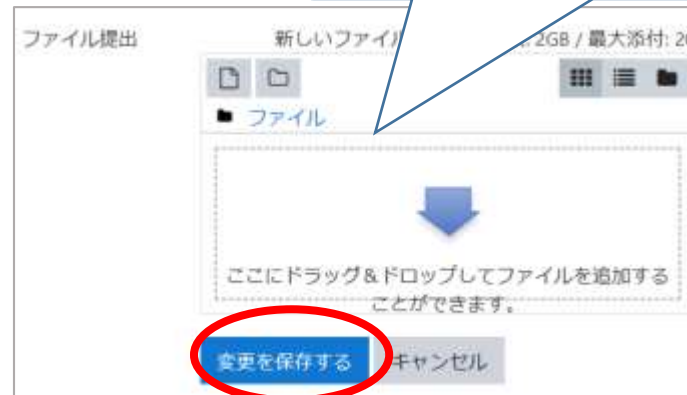 ファイル提出
新しいファイ 2GB / 最大添付: 20
ファイル
ここにドラッグ&ドロップしてファイルを追加する
ことができます。
変更を保存する キャンセル